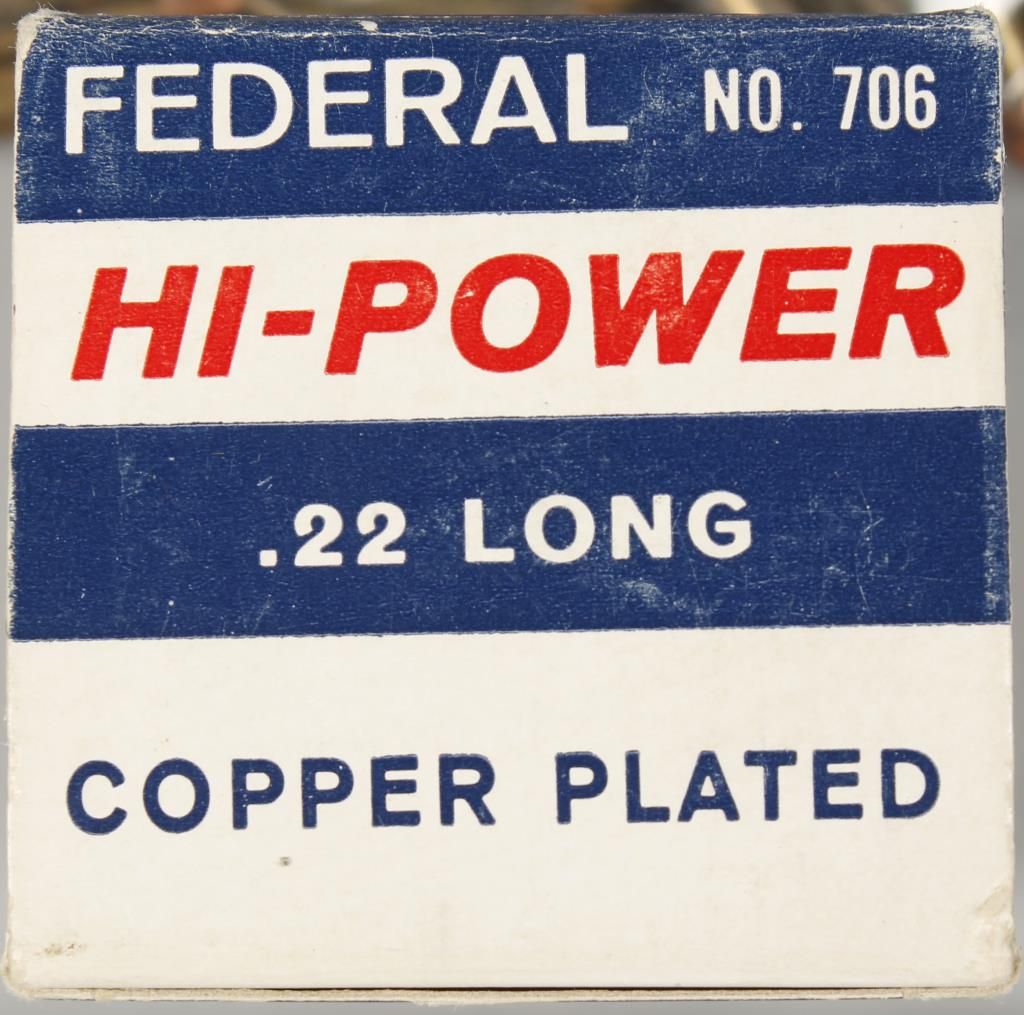 FEDERAL NO. 706
HI-POWER
.22 LONG
COPPER PLATED